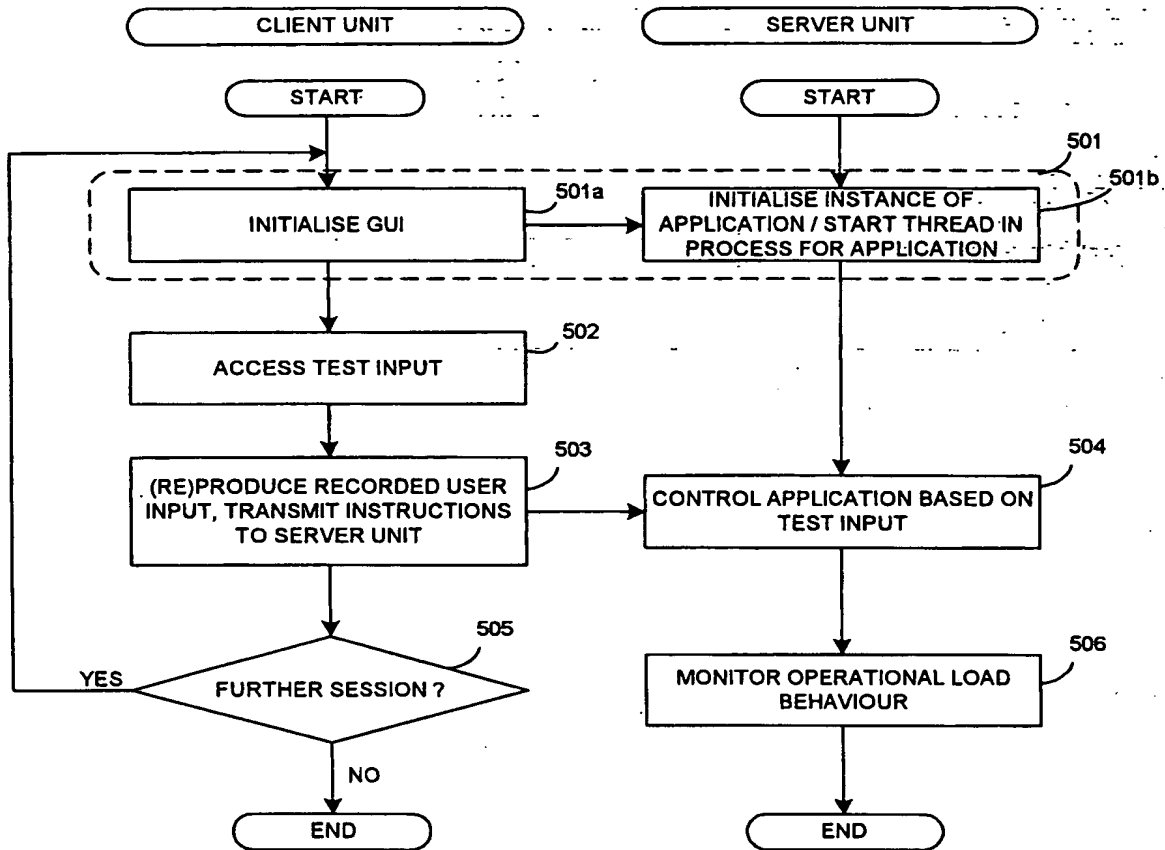 CLIENT UNIT
SERVER UNIT
START
START
501
501a
501b
INITIALISE GUI
INITIALISE INSTANCE OF
APPLICATION / START THREAD IN
PROCESS FOR APPLICATION
502
ACCESS TEST INPUT
503
504
(RE)PRODUCE RECORDED USER
INPUT, TRANSMIT INSTRUCTIONS
TO SERVER UNIT
CONTROL APPLICATION BASED ON
TEST INPUT
505
506
YES
FURTHER SESSION ?
MONITOR OPERATIONAL LOAD
BEHAVIOUR
NO
END
END